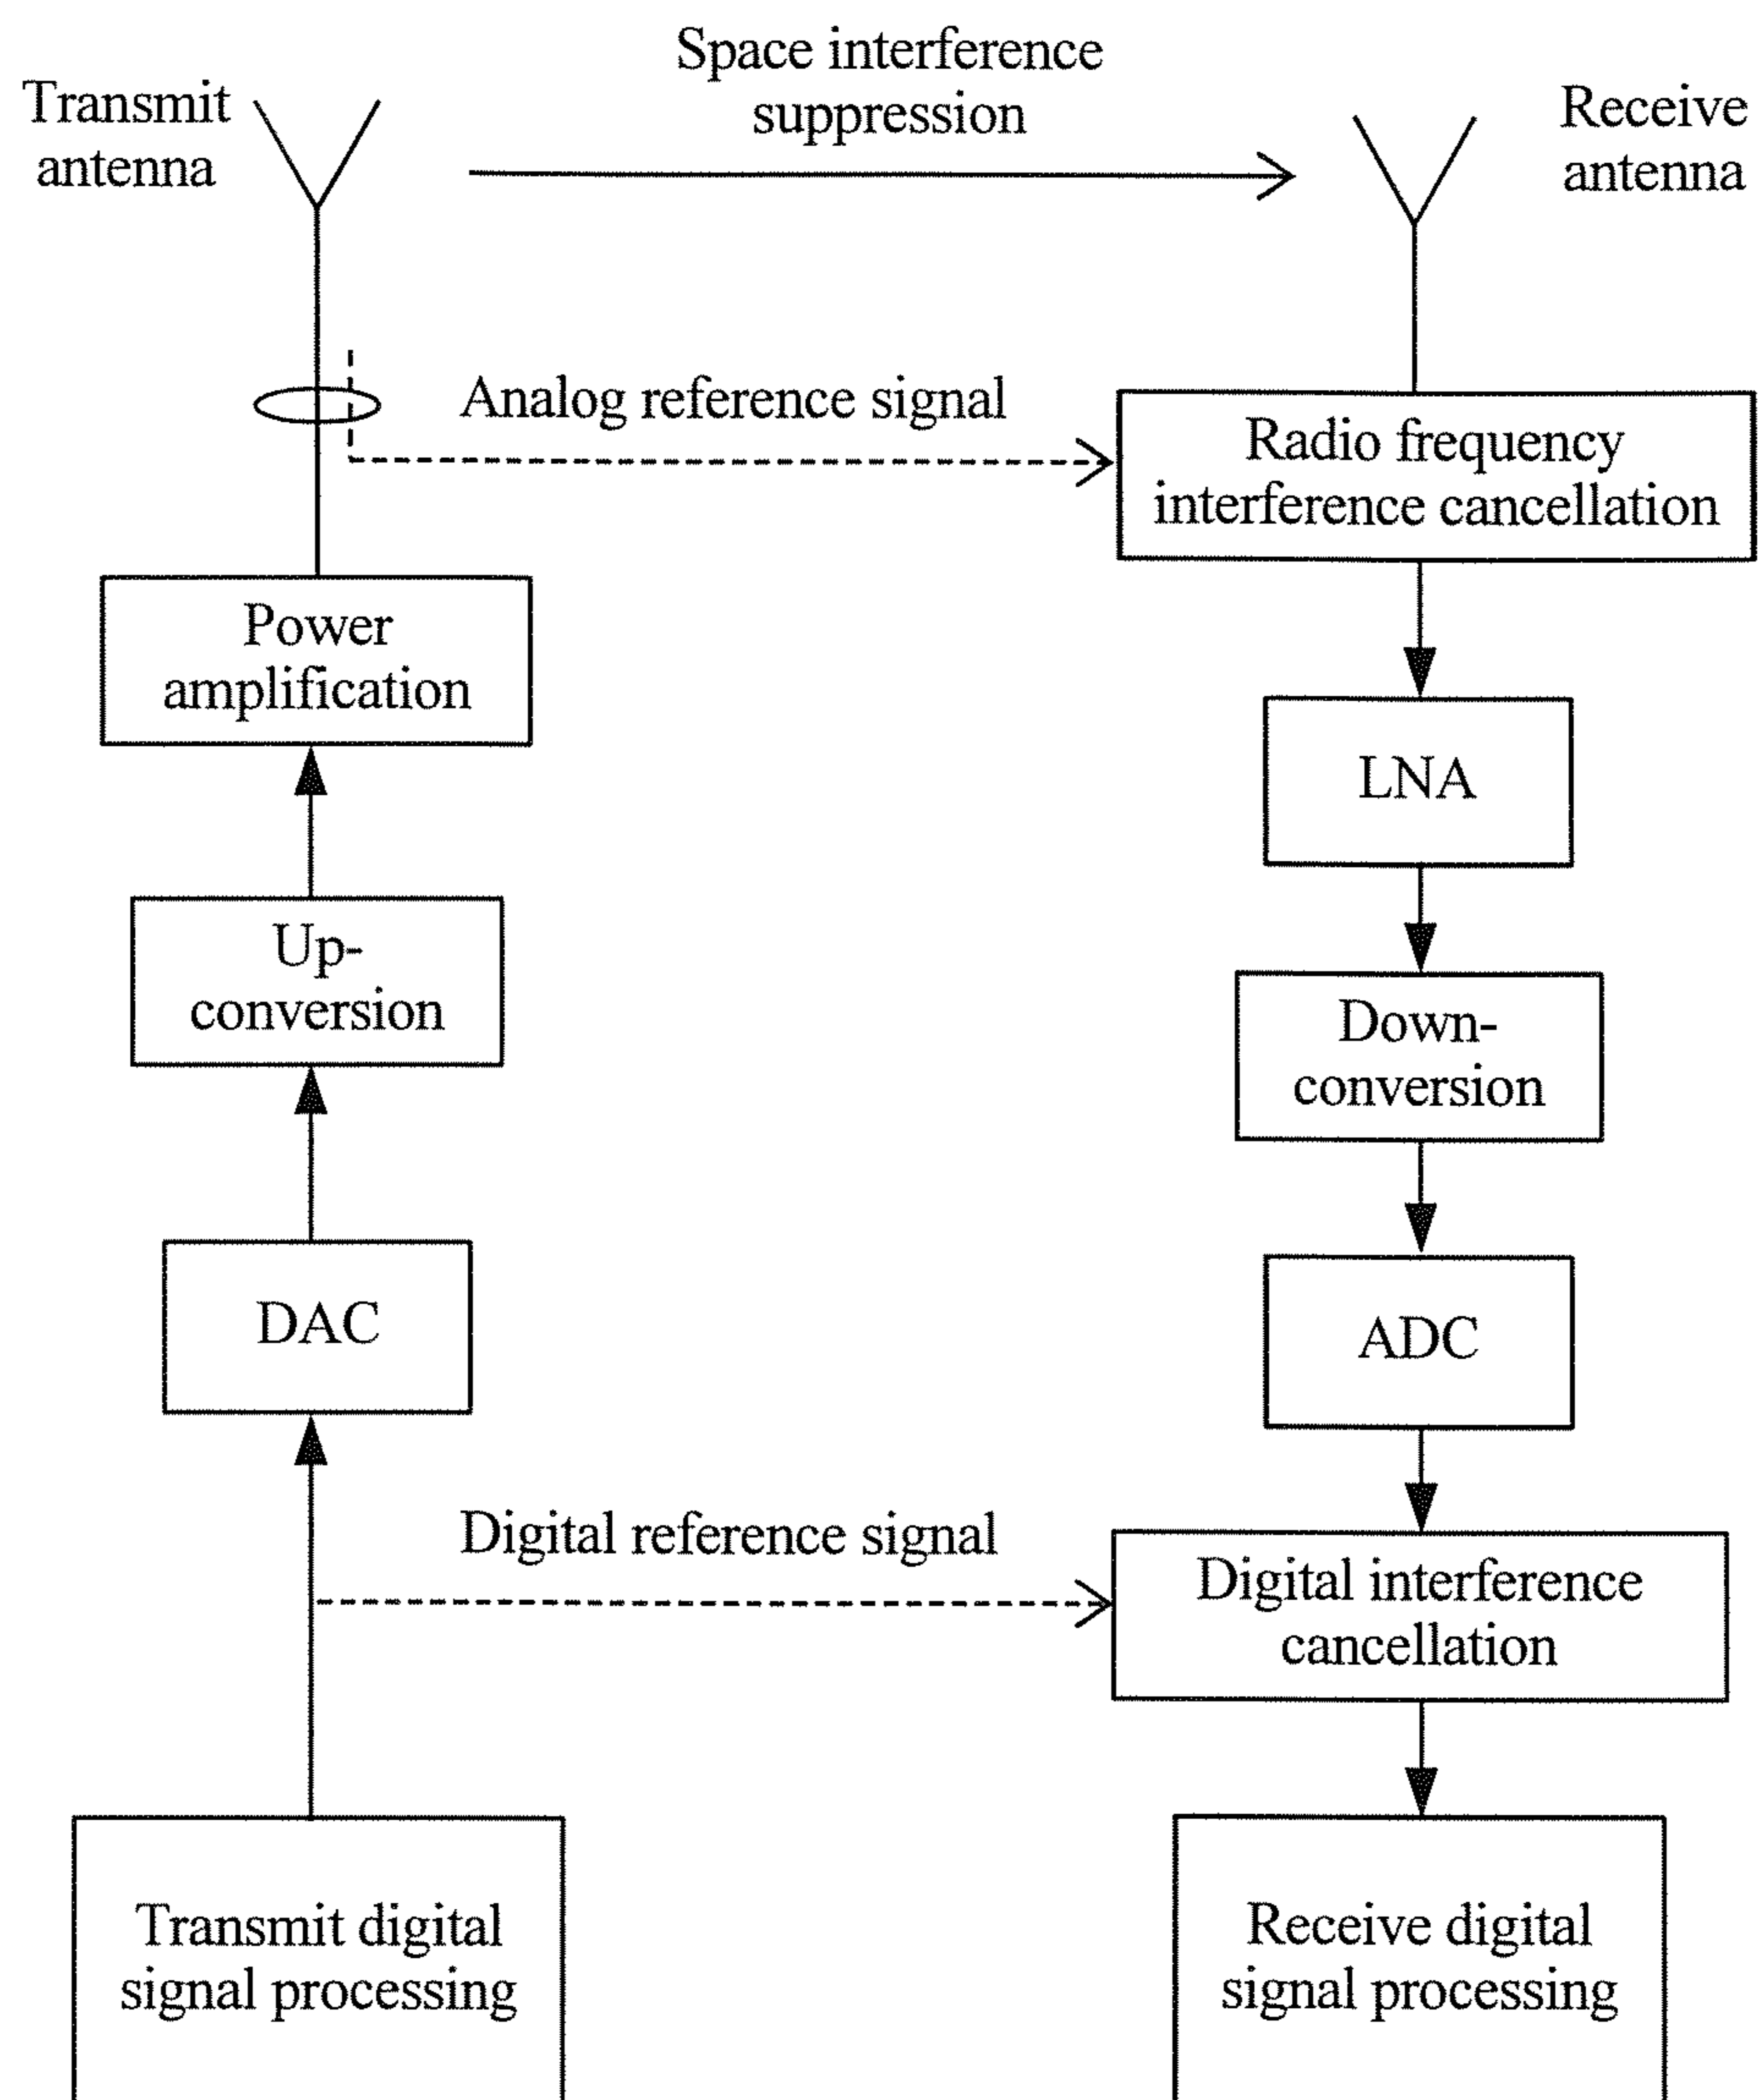 Space interference
suppression
Transmit
antenna
Receive
antenna
Analog reference signal
Radio frequency
interference cancellation
Power
amplification
LNA
Up-
conversion
Down-
conversion
DAC
ADC
Digital reference signal
Digital interference
cancellation
Transmit digital
signal processing
Receive digital
signal processing